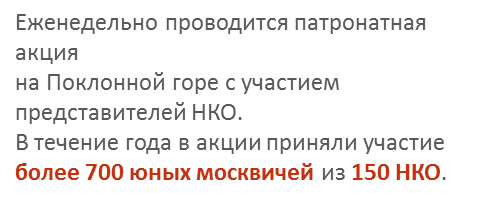 Еженедельно проводится патронатная
акция
на Поклонной горе с участием
представителей НКО.
В течение года в акции приняли участие
более 700 юных москвичей из 150 НКО.